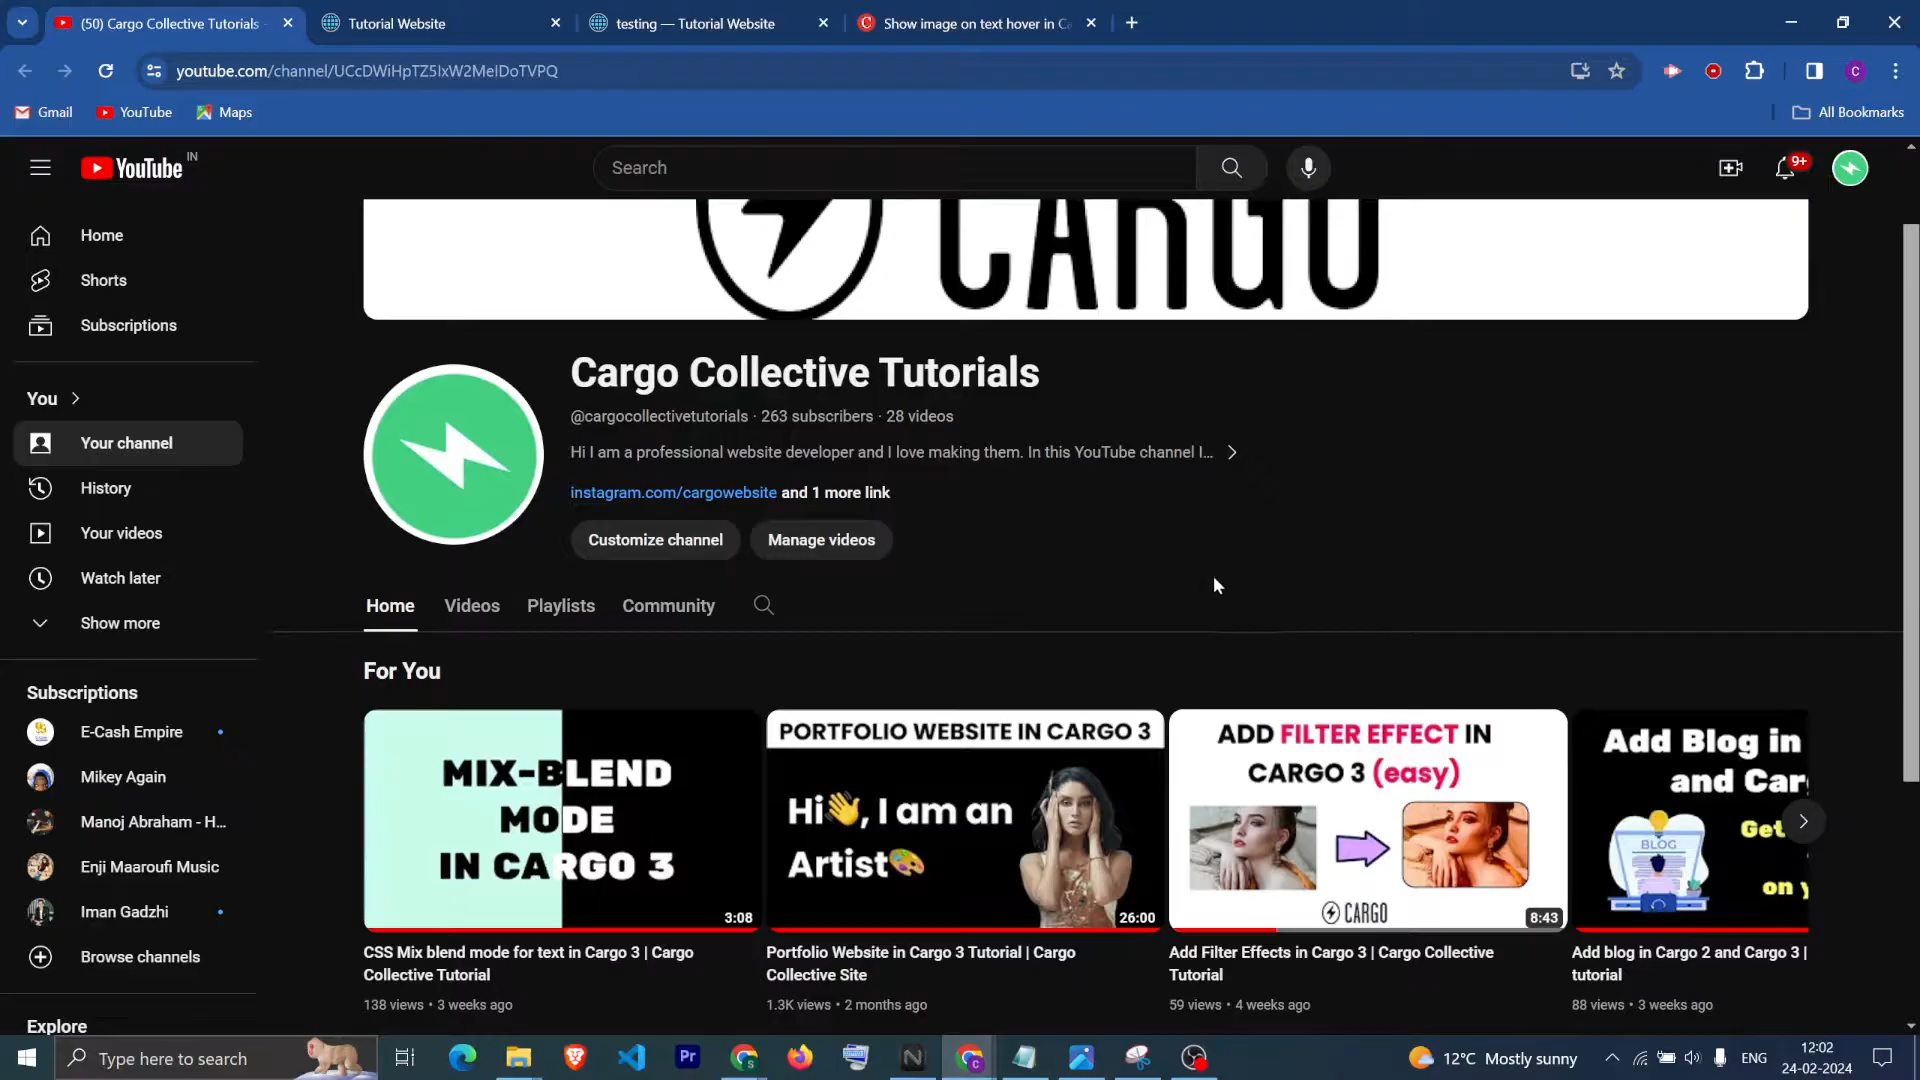 (50) Cargo Collective Tutorials
Tutorial Website
testing — Tutorial Website
Show image on text hover in Ca
youtube.com/channel/UCcDWiHpTZ5IxW2MeIDoTVPQ
Gmail
YouTube
Maps
All Bookmarks
YouTube
IN
Search
9+
CARGO
Home
Shorts
Subscriptions
You
Your channel
History
Your videos
Watch later
Show more
Subscriptions
E-Cash Empire
Mikey Again
Manoj Abraham - H...
Enji Maaroufi Music
Iman Gadzhi
Browse channels
Explore
Cargo Collective Tutorials
@cargocollectivetutorials · 263 subscribers · 28 videos
Hi I am a professional website developer and I love making them. In this YouTube channel I...
instagram.com/cargowebsite and 1 more link
Customize channel
Manage videos
Home
Videos
Playlists
Community
For You
MIX-BLEND
MODE
IN CARGO 3
3:08
CSS Mix blend mode for text in Cargo 3 | Cargo
Collective Tutorial
138 views • 3 weeks ago
PORTFOLIO WEBSITE IN CARGO 3
Hi👋, I am an
Artist🎨
26:00
Portfolio Website in Cargo 3 Tutorial | Cargo
Collective Site
1.3K views • 2 months ago
ADD FILTER EFFECT IN
CARGO 3 (easy)
CARGO
8:43
Add Filter Effects in Cargo 3 | Cargo Collective
Tutorial
59 views • 4 weeks ago
Add Blog in
and Car
BLOG
Get
on
Add blog in Cargo 2 and Cargo 3 |
tutorial
88 views • 3 weeks ago
Type here to search
12°C Mostly sunny
ENG
12:02
24-02-2024